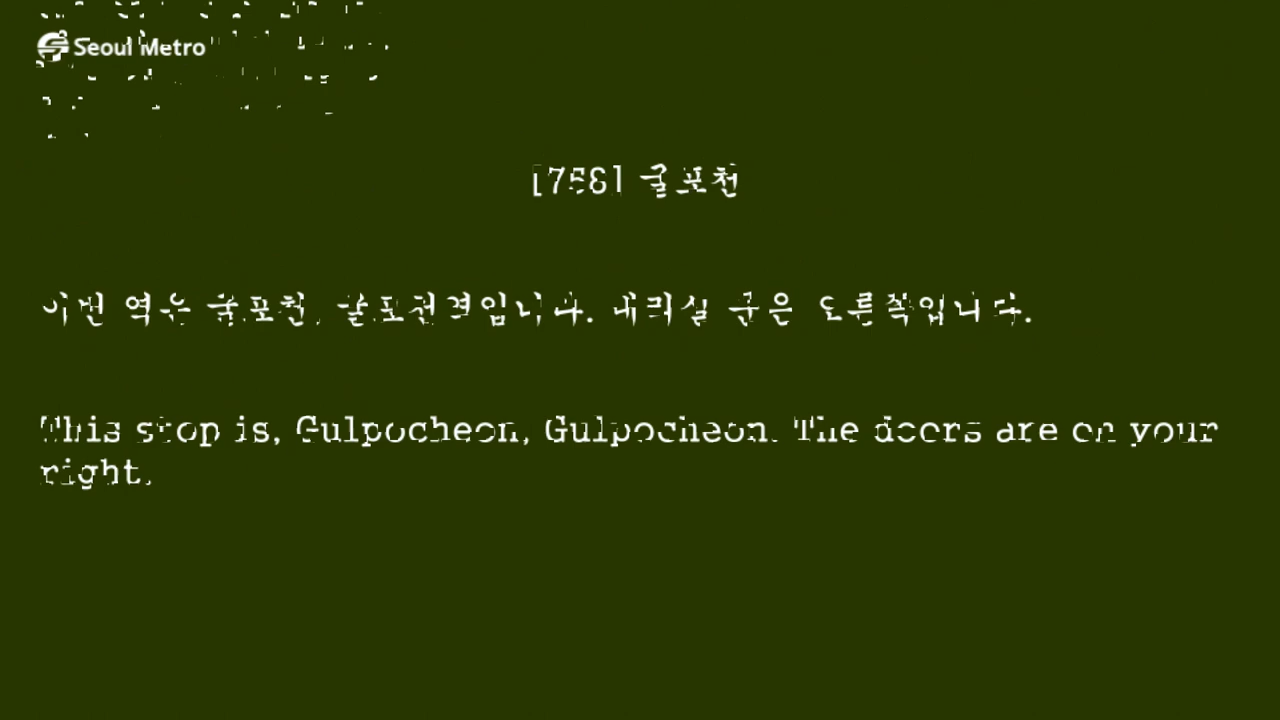 Seoul Metro
[758] 굴포천
이번 역은 굴포천, 굴포천역입니다. 내리실 문은 오른쪽입니다.
This stop is, Gulpocheon, Gulpocheon. The doors are on your
right.